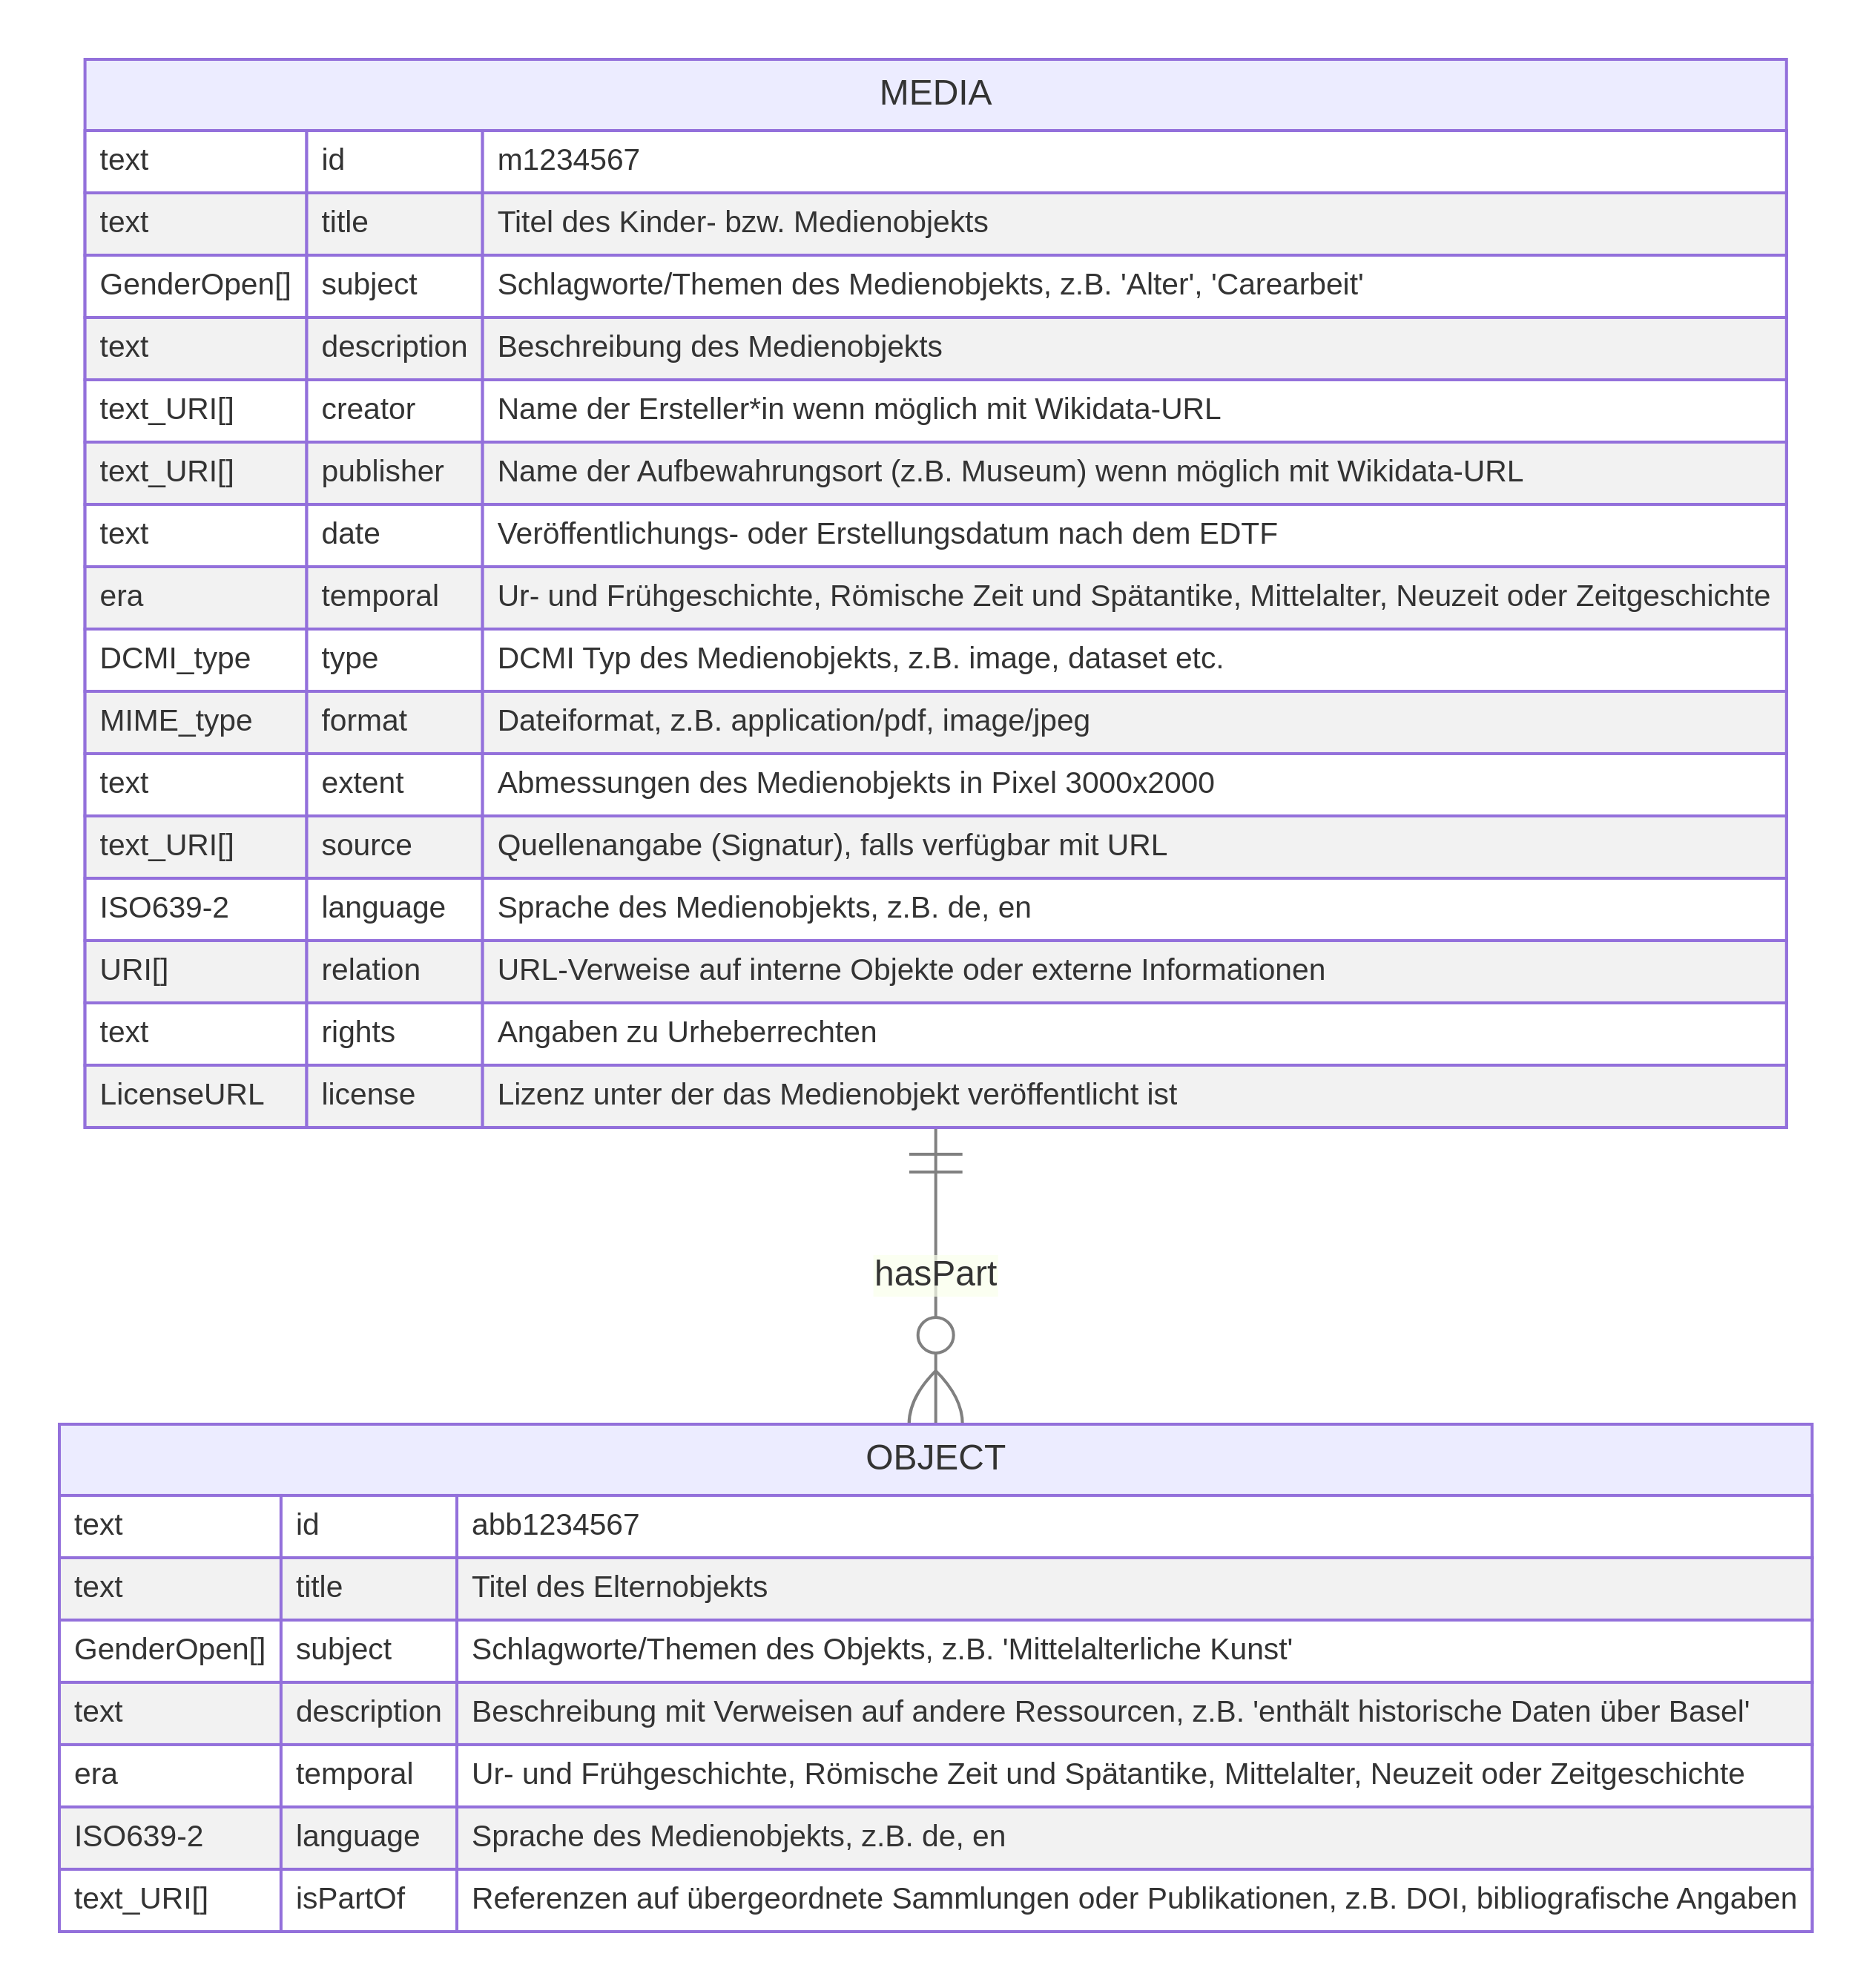 MEDIA
text id m1234567
text title Titel des Kinder- bzw. Medienobjekts
GenderOpen[] subject Schlagworte/Themen des Medienobjekts, z.B. 'Alter', 'Carearbeit'
text description Beschreibung des Medienobjekts
text_URI[] creator Name der Ersteller*in wenn möglich mit Wikidata-URL
text_URI[] publisher Name der Aufbewahrungsort (z.B. Museum) wenn möglich mit Wikidata-URL
text date Veröffentlichungs- oder Erstellungsdatum nach dem EDTF
era temporal Ur- und Frühgeschichte, Römische Zeit und Spätantike, Mittelalter, Neuzeit oder Zeitgeschichte
DCMI_type type DCMI Typ des Medienobjekts, z.B. image, dataset etc.
MIME_type format Dateiformat, z.B. application/pdf, image/jpeg
text extent Abmessungen des Medienobjekts in Pixel 3000x2000
text_URI[] source Quellenangabe (Signatur), falls verfügbar mit URL
ISO639-2 language Sprache des Medienobjekts, z.B. de, en
URI[] relation URL-Verweise auf interne Objekte oder externe Informationen
text rights Angaben zu Urheberrechten
LicenseURL license Lizenz unter der das Medienobjekt veröffentlicht ist
hasPart
OBJECT
text id abb1234567
text title Titel des Elternobjekts
GenderOpen[] subject Schlagworte/Themen des Objekts, z.B. 'Mittelalterliche Kunst'
text description Beschreibung mit Verweisen auf andere Ressourcen, z.B. 'enthält historische Daten über Basel'
era temporal Ur- und Frühgeschichte, Römische Zeit und Spätantike, Mittelalter, Neuzeit oder Zeitgeschichte
ISO639-2 language Sprache des Medienobjekts, z.B. de, en
text_URI[] isPartOf Referenzen auf übergeordnete Sammlungen oder Publikationen, z.B. DOI, bibliografische Angaben